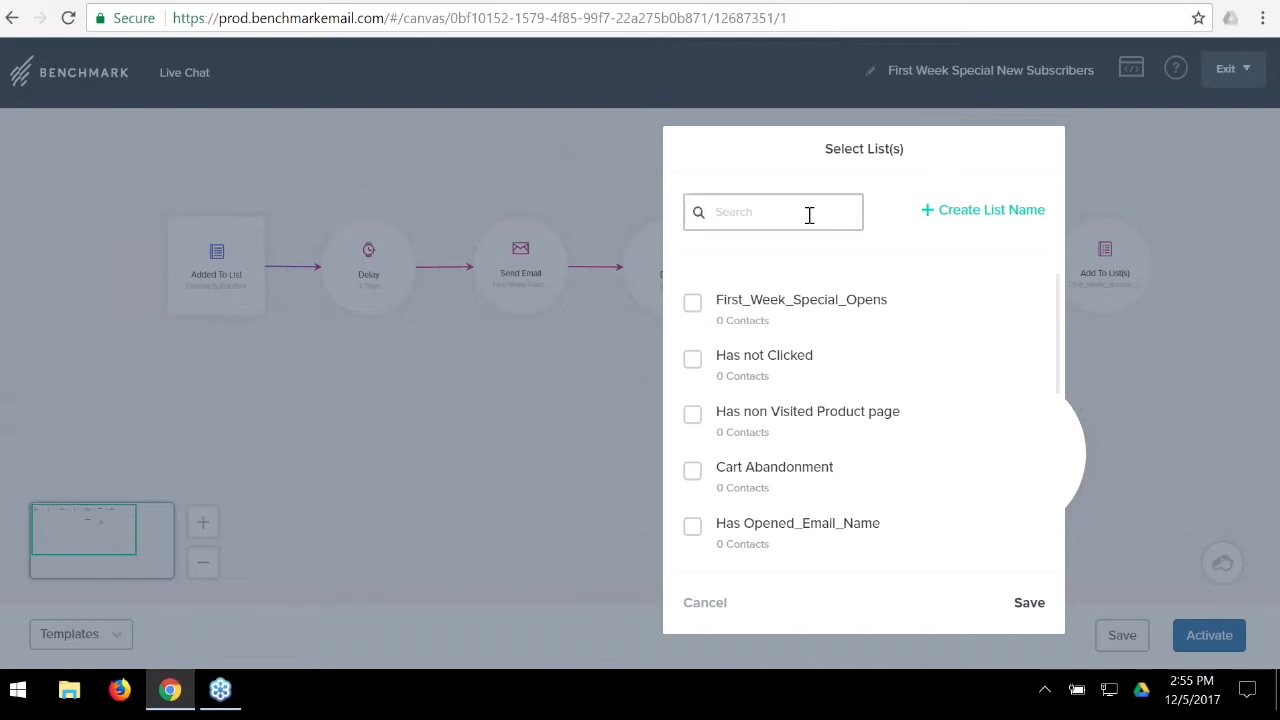 Secure https://prod.benchmarkemail.com/#/canvas/0bf10152-1579-4f85-99f7-22a275b0b871/12687351/1
BENCHMARK
Live Chat
First Week Special New Subscribers
Exit
Select List(s)
Search
+ Create List Name
Added To List
Delay
Send Email
Add To List(s)
First_Week_Special_Opens
0 Contacts
Has not Clicked
0 Contacts
Has non Visited Product page
0 Contacts
Cart Abandonment
0 Contacts
Has Opened_Email_Name
0 Contacts
Cancel
Save
Templates
Save
Activate
2:55 PM
12/5/2017